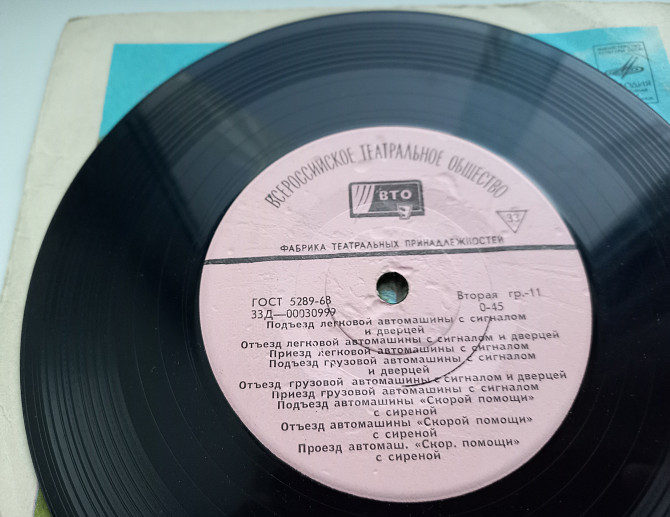 ВСЕРОССИЙСКОЕ ТЕАТРАЛЬНОЕ ОБЩЕСТВО
ВТО
33
ФАБРИКА ТЕАТРАЛЬНЫХ ПРИНАДЛЕЖНОСТЕЙ
ГОСТ 5289-68
Вторая гр.-11
33Д—00030999
0-45
Подъезд легковой автомашины с сигналом
и дверцей
Отъезд легковой автомашины с сигналом и дверцей
Приезд легковой автомашины с сигналом
Подъезд грузовой автомашины с сигналом
и дверцей
Отъезд грузовой автомашины с сигналом и дверцей
Приезд грузовой автомашины с сигналом
Подъезд автомашины «Скорой помощи»
с сиреной
Отъезд автомашины «Скорой помощи»
с сиреной
Проезд автомаш. «Скор. помощи»
с сиреной